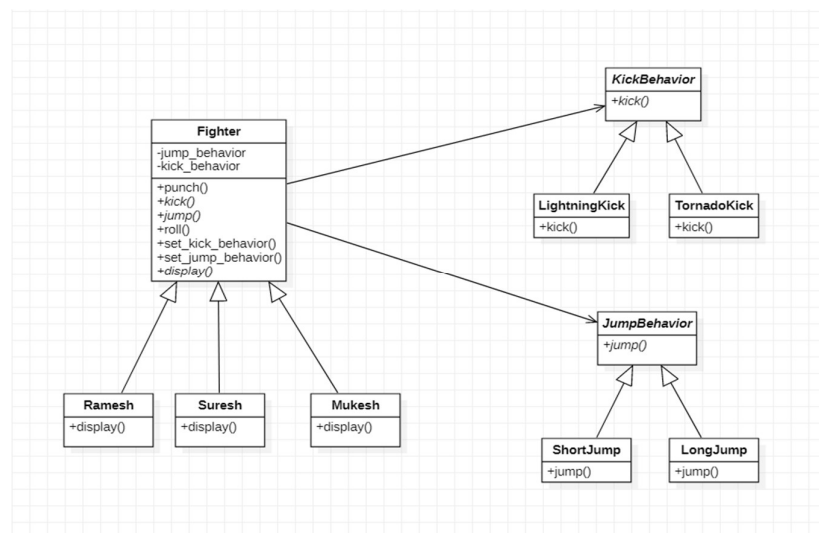 KickBehavior
+kick()
Fighter
-jump_behavior
-kick_behavior
+punch()
+kick()
+jump()
+roll()
+set_kick_behavior()
+set_jump_behavior()
+display()
LightningKick
+kick()
TornadoKick
+kick()
JumpBehavior
+jump()
Ramesh
+display()
Suresh
+display()
Mukesh
+display()
ShortJump
+jump()
LongJump
+jump()